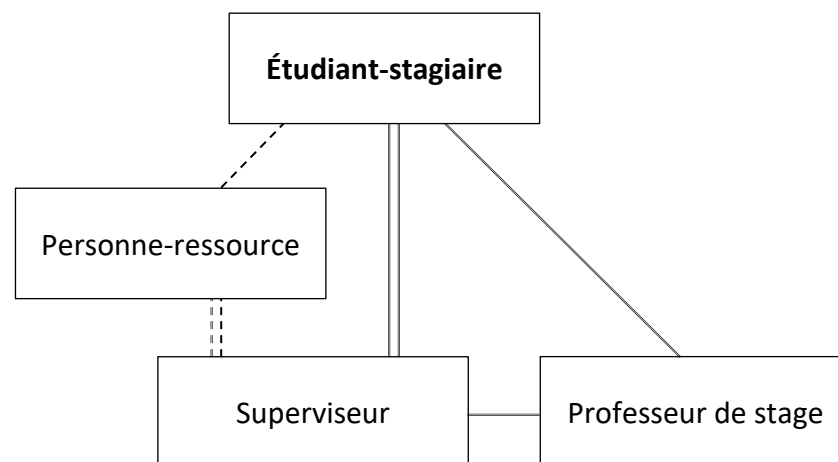 Étudiant-stagiaire
Personne-ressource
Superviseur
Professeur de stage